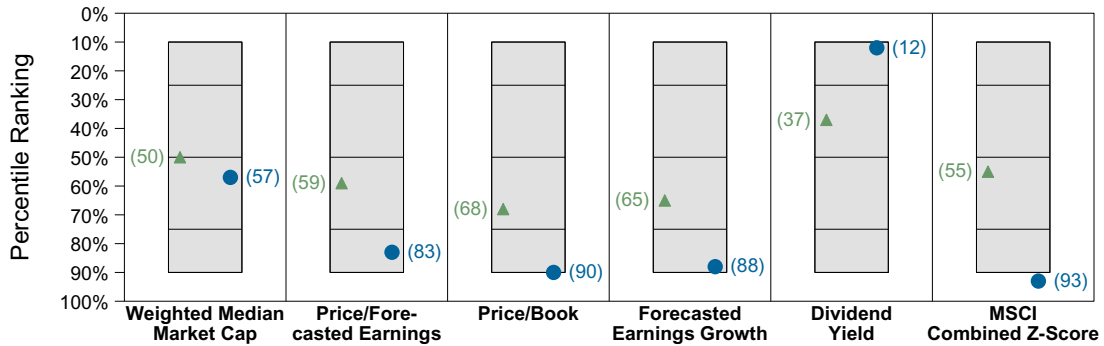 Percentile Ranking
0%
10%
20%
30%
40%
50%
60%
70%
80%
90%
100%
(12)
(37)
(50)
(57)
(59)
(55)
(68)
(65)
(83)
(90)
(88)
(93)
Weighted Median
Market Cap
Price/Fore-
casted Earnings
Price/Book
Forecasted
Earnings Growth
Dividend
Yield
MSCI
Combined Z-Score